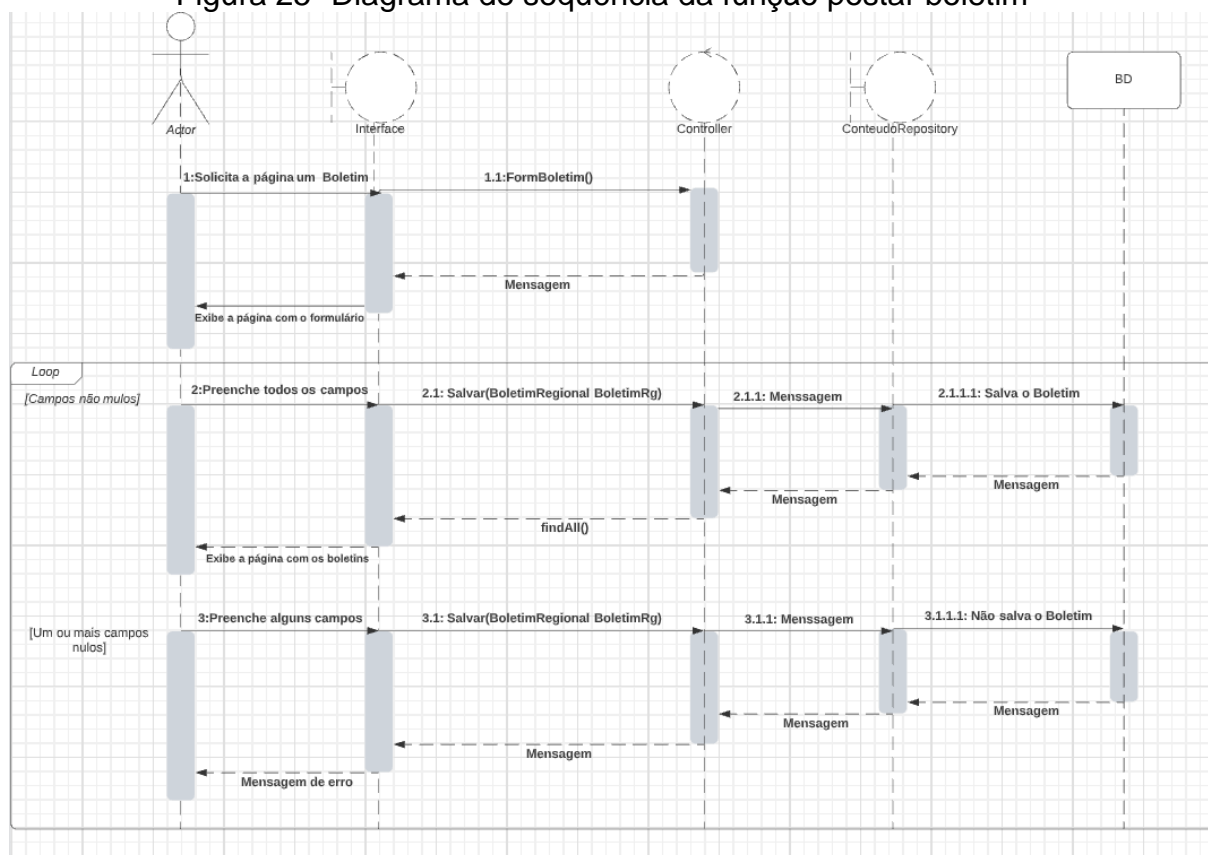 Figura 28- Diagrama de sequência da função postar boletim
BD
Actor
Interface
Controller
ConteudoRepository
1:Solicita a página um Boletim
1.1:FormBoletim()
Mensagem
Exibe a página com o formulário
Loop
[Campos não mulos]
2:Preenche todos os campos
2.1: Salvar(BoletimRegional BoletimRg)
2.1.1: Menssagem
2.1.1.1: Salva o Boletim
Mensagem
Mensagem
findAll()
Exibe a página com os boletins
[Um ou mais campos
nulos]
3:Preenche alguns campos
3.1: Salvar(BoletimRegional BoletimRg)
3.1.1: Menssagem
3.1.1.1: Não salva o Boletim
Mensagem
Mensagem
Mensagem
Mensagem de erro